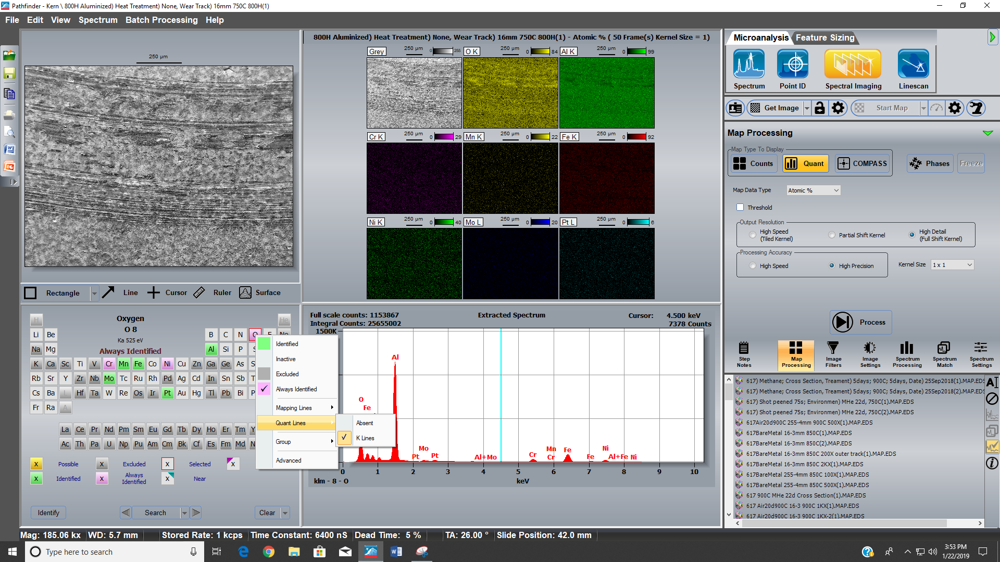 Pathfinder - Kern \ 800H Aluminized) Heat Treatment) None, Wear Track) 16mm 750C 800H(1)
File Edit View Spectrum Batch Processing Help
250 µm
800H Aluminized) Heat Treatment) None, Wear Track) 16mm 750C 800H(1) - Atomic % ( 50 Frame(s) Kernel Size = 1)
Grey 250 µm 0 255 O K 250 µm 0 84 Al K 250 µm 0 99
Cr K 250 µm 0 29 Mn K 250 µm 0 22 Fe K 250 µm 0 92
Ni K 250 µm 0 40 Mo L 250 µm 0 20 Pt L 250 µm 0 6
Microanalysis Feature Sizing
Spectrum Point ID Spectral Imaging Linescan
Get Image Start Map
Map Processing
Map Type To Display
Counts Quant COMPASS Phases Freeze
Map Data Type Atomic %
Threshold
Output Resolution
High Speed (Tiled Kernel) Partial Shift Kernel High Detail (Full Shift Kernel)
Processing Accuracy
High Speed High Precision Kernel Size 1 x 1
Process
Step Notes Map Processing Image Filters Image Settings Spectrum Processing Spectrum Match Spectrum Settings
Rectangle Line Cursor Ruler Surface
Oxygen
O 8
Ka 525 eV
Always Identified
H He
Li Be B C N O F Ne
Na Mg Al Si P S
K Ca Sc Ti V Cr Mn Fe Co Ni Cu Zn Ga Ge As S
Rb Sr Y Zr Nb Mo Tc Ru Rh Pd Ag Cd In Sn Sb T
Cs Ba L Hf Ta W Re Os Ir Pt Au Hg Tl Pb Bi P
Fr Ra A
La Ce Pr Nd Pm Sm Eu Gd Tb Dy Ho Er Tm Y
Ac Th Pa U Np Pu Am Cm Bk Cf Es Fm Md N
x Possible x Excluded x Selected x
x Identified x Always Identified x Near
Identify Search Clear
Identified
Inactive
Excluded
Always Identified
Mapping Lines
Quant Lines
Group
Advanced
Absent
K Lines
Full scale counts: 1153867 Extracted Spectrum Cursor: 4.500 keV
Integral Counts: 25655002 7378 Counts
1500K
Al
O
Fe
Mo
Pt Pt
Al+Mo
Cr
Mn
Cr
Fe
Fe
Ni
Al+Fe Ni
0 1 2 3 4 5 6 7 8 9 10
klm - 8 - O keV
617) Methane; Cross Section, Treament) 5days; 900C; 5days, Date) 25Sep2018(1).MAP.EDS
617) Methane; Cross Section, Treament) 5days; 900C; 5days, Date) 25Sep2018(2).MAP.EDS
617) Shot peened 75s; Environmen) MHe 22d, 750C(1).MAP.EDS
617) Shot peened 75s; Environmen) MHe 22d, 750C(2).MAP.EDS
617Air20d900C 255-4mm 900C 500X(1).MAP.EDS
617BareMetal 16-3mm 850C(1).MAP.EDS
617BareMetal 16-3mm 850C(2).MAP.EDS
617BareMetal 16-3mm 850C 200X outer track(1).MAP.EDS
617BareMetal 16-3mm 850C 2KX(1).MAP.EDS
617BareMetal 255-4mm 850C 100X(1).MAP.EDS
617BareMetal 255-4mm 850C 500X(1).MAP.EDS
617 900C MHe 22d Cross Section(1).MAP.EDS
617 Air20d900C 16-3 900C 1KX(1).MAP.EDS
617 Air20d900C 16-3 900C 1KX-2(1).MAP.EDS
Mag: 185.06 kx WD: 5.7 mm Stored Rate: 1 kcps Time Constant: 6400 nS Dead Time: 5 % TA: 26.00 ° Slide Position: 42.0 mm
Type here to search
3:53 PM
1/22/2019